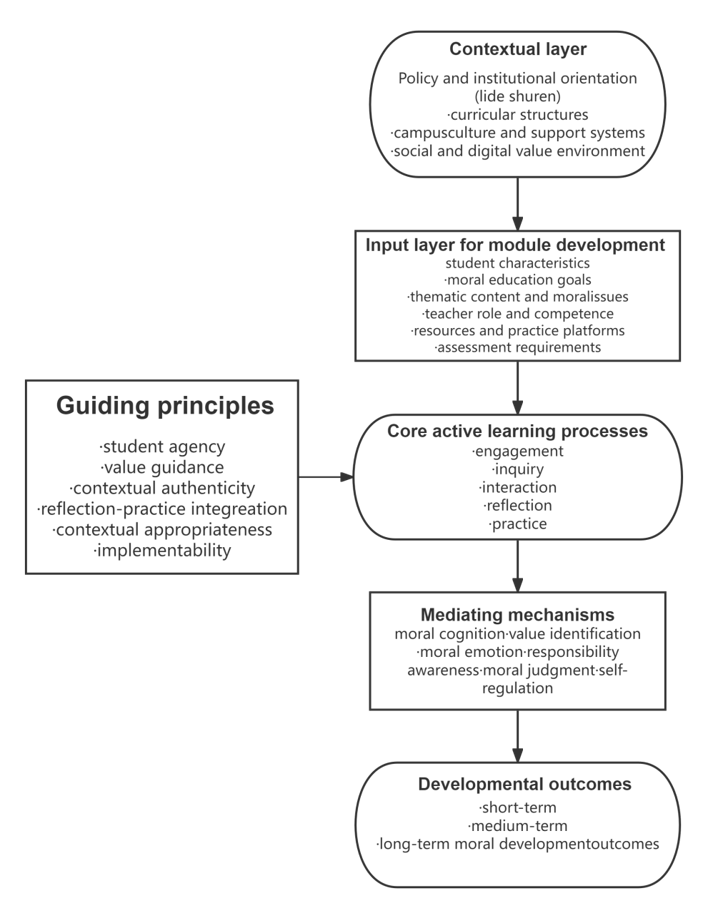 Contextual layer
Policy and institutional orientation
(lide shuren)
·curricular structures
·campusculture and support systems
·social and digital value environment
Input layer for module development
student characteristics
·moral education goals
·thematic content and moralissues
·teacher role and competence
·resources and practice platforms
·assessment requirements
Guiding principles
·student agency
·value guidance
·contextual authenticity
·reflection-practice integreation
·contextual appropriateness
·implementability
Core active learning processes
·engagement
·inquiry
·interaction
·reflection
·practice
Mediating mechanisms
moral cognition·value identification
·moral emotion·responsibility
awareness·moral judgment·self-
regulation
Developmental outcomes
·short-term
·medium-term
·long-term moral developmentoutcomes